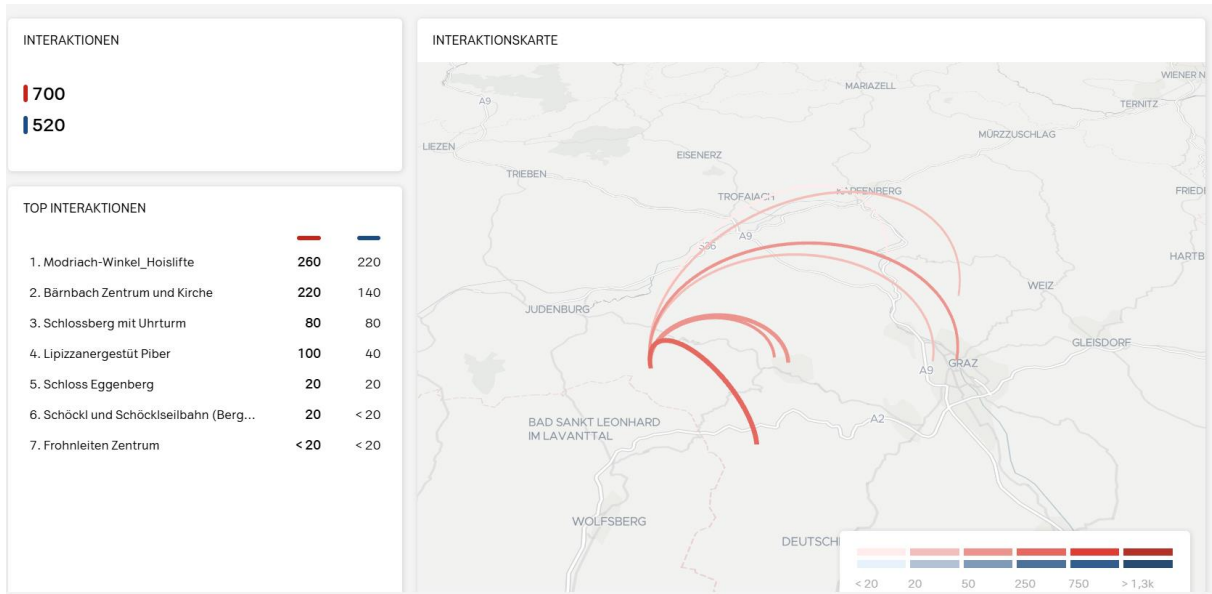 INTERAKTIONEN
700
520
TOP INTERAKTIONEN
1. Modriach-Winkel_Hoislifte 260 220
2. Bärnbach Zentrum und Kirche 220 140
3. Schlossberg mit Uhrturm 80 80
4. Lipizzanergestüt Piber 100 40
5. Schloss Eggenberg 20 20
6. Schöckl und Schöcklseilbahn (Berg... 20 < 20
7. Frohnleiten Zentrum < 20 < 20
INTERAKTIONSKARTE
WIENER N
MARIAZELL
A9
TERNITZ
MÜRZZUSCHLAG
LIEZEN
EISENERZ
TRIEBEN
TROFAIACH
KAPFENBERG
FRIEDI
A9
S36
HARTB
WEIZ
JUDENBURG
GLEISDORF
GRAZ
A9
BAD SANKT LEONHARD
IM LAVANTTAL
A2
WOLFSBERG
DEUTSCH
< 20 20 50 250 750 > 1,3k